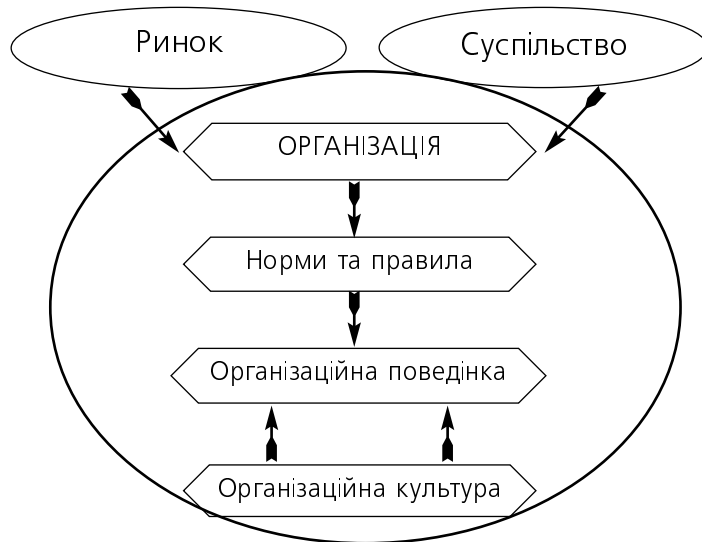 Ринок
Суспільство
ОРГАНІЗАЦІЯ
Норми та правила
Організаційна поведінка
Організаційна культура